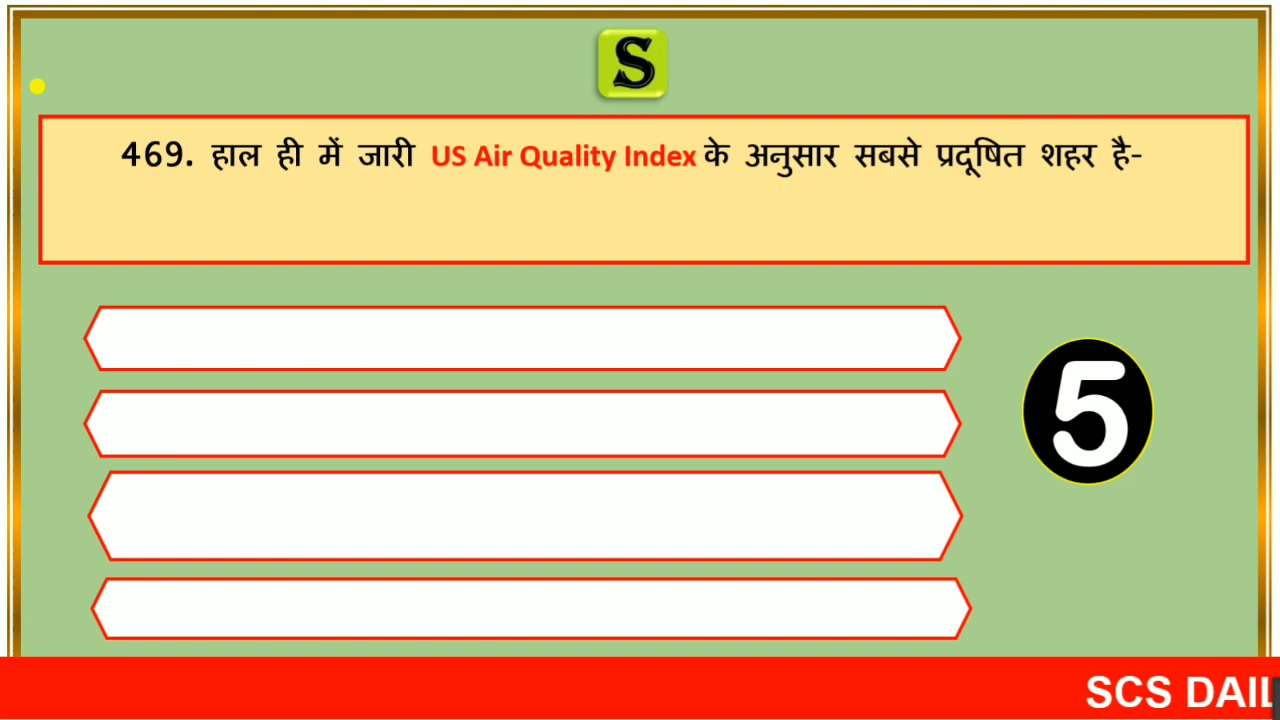 S
469. हाल ही में जारी US Air Quality Index के अनुसार सबसे प्रदूषित शहर है-
5
SCS DAIL